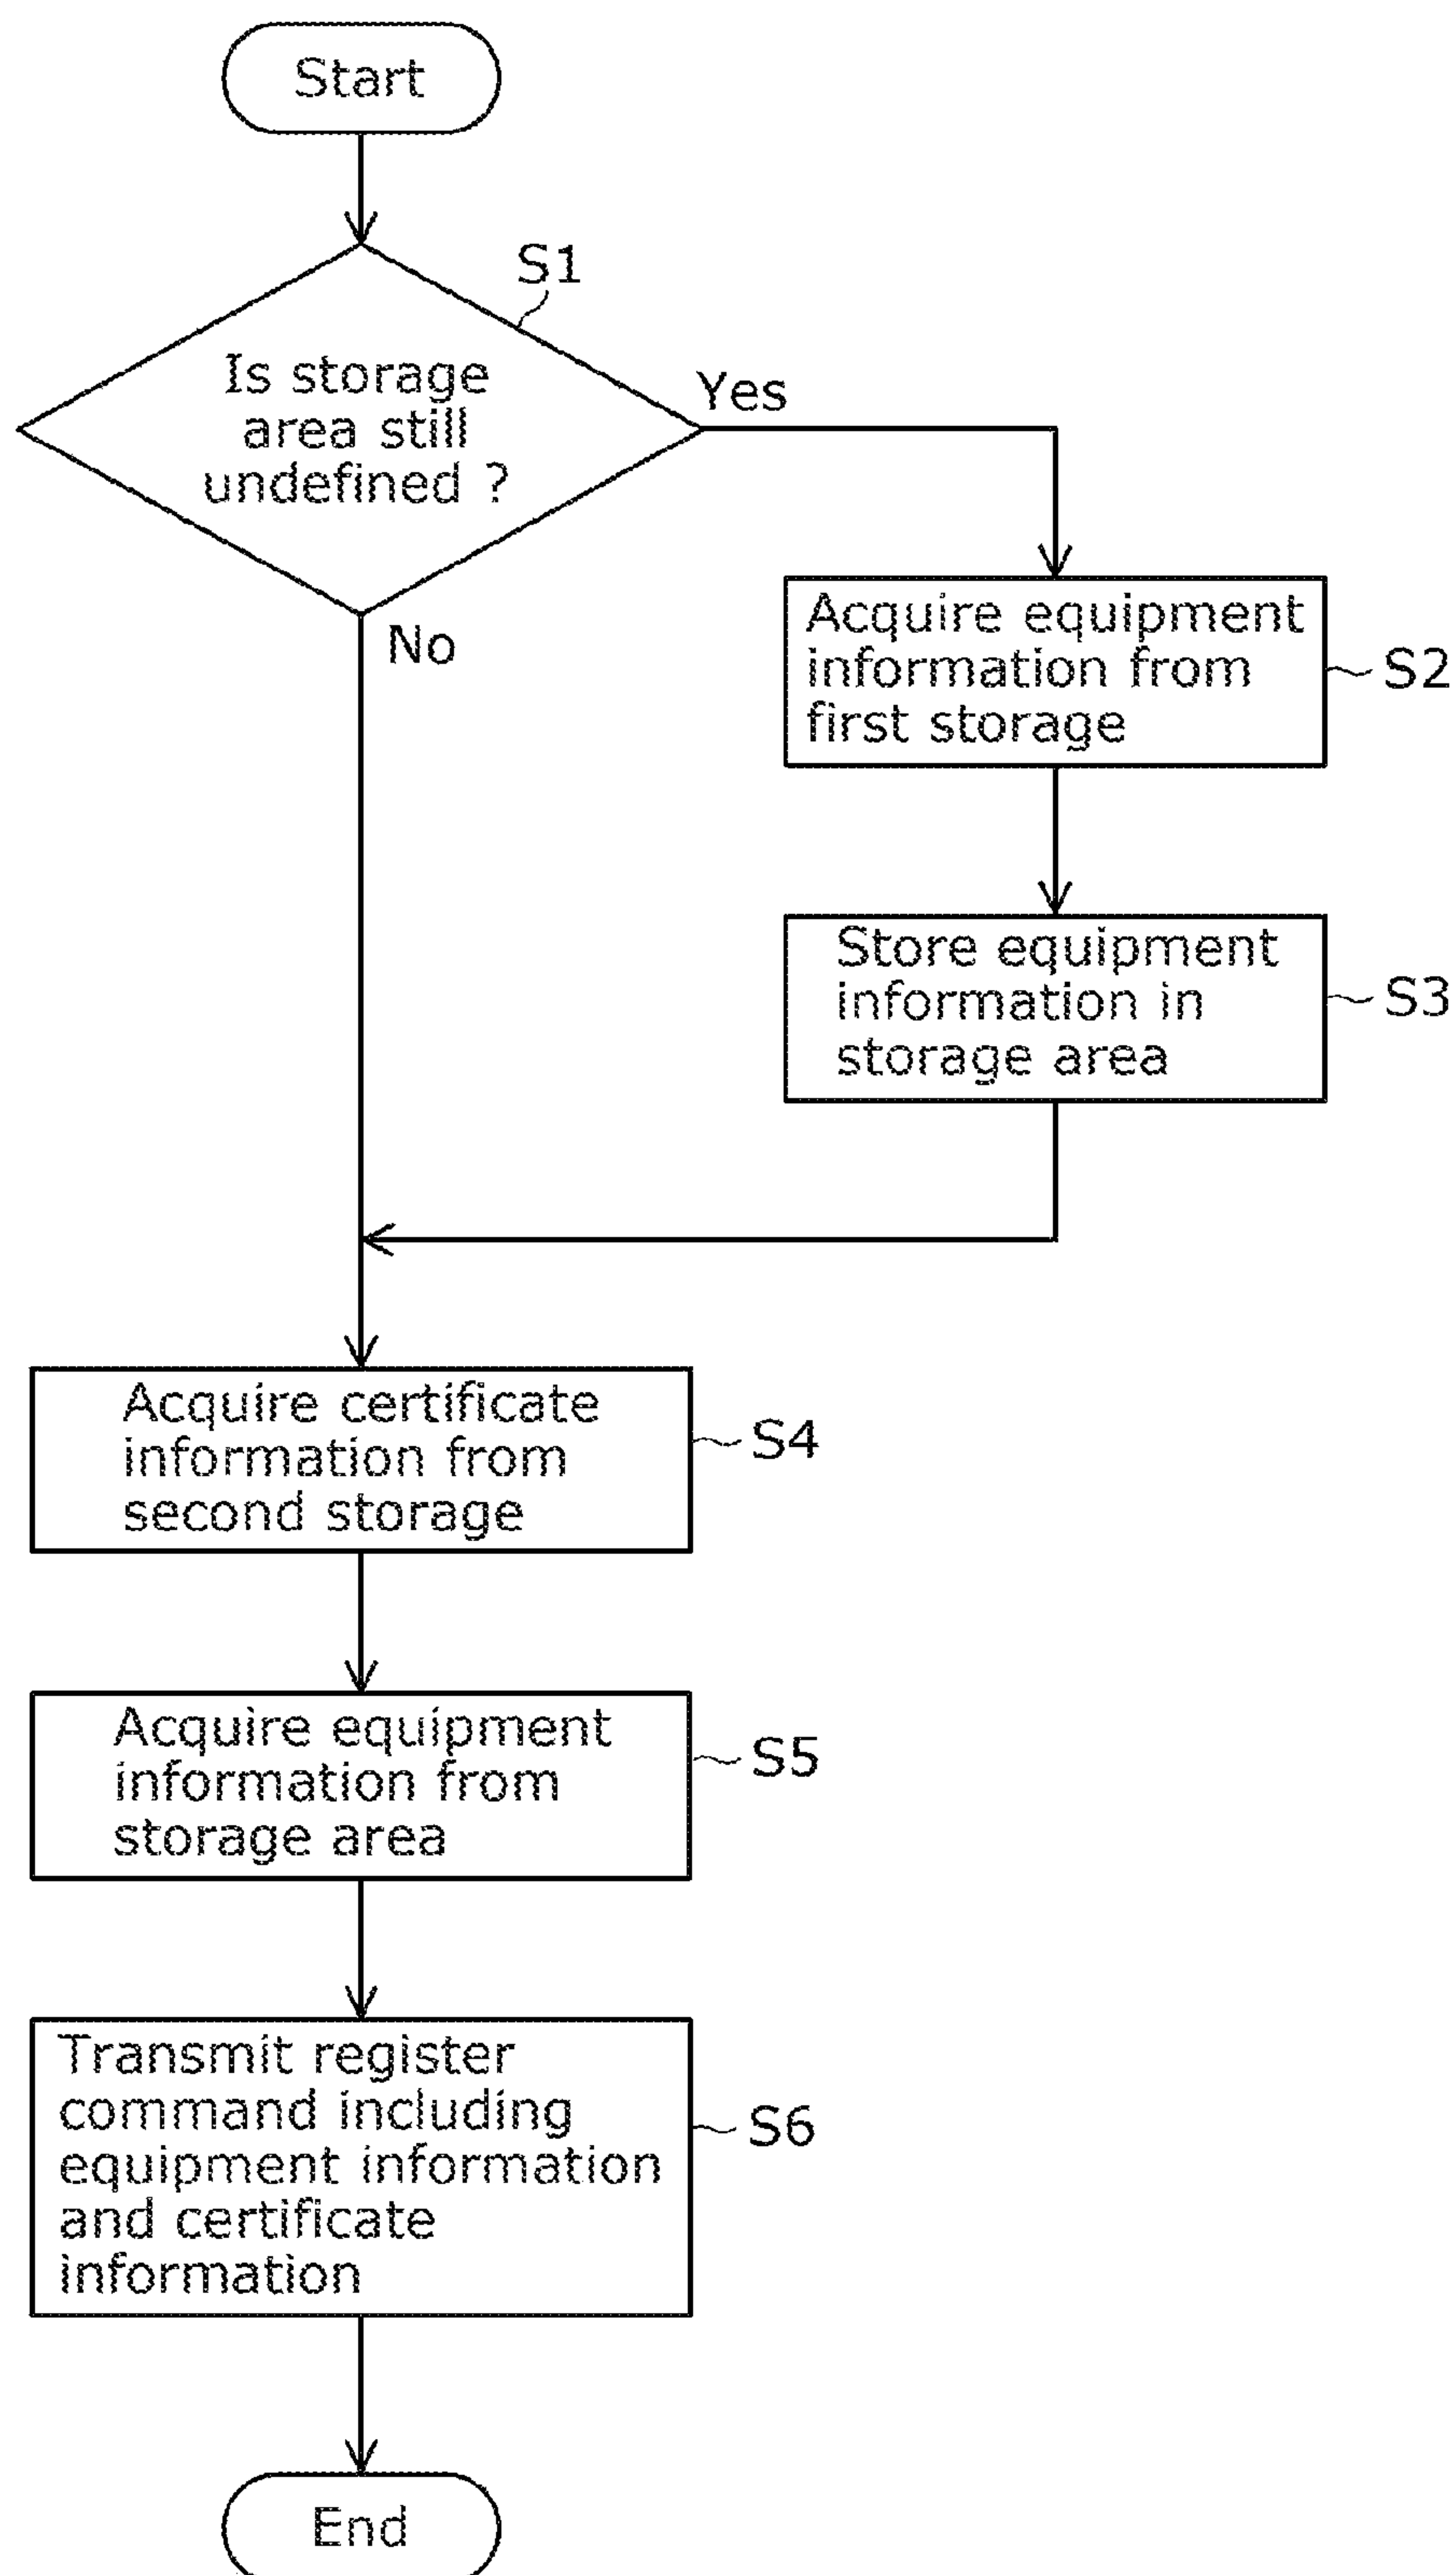 Start
S1
Is storage
area still
undefined ?
Yes
No
Acquire equipment
information from
first storage
S2
Store equipment
information in
storage area
S3
Acquire certificate
information from
second storage
S4
Acquire equipment
information from
storage area
S5
Transmit register
command including
equipment information
and certificate
information
S6
End